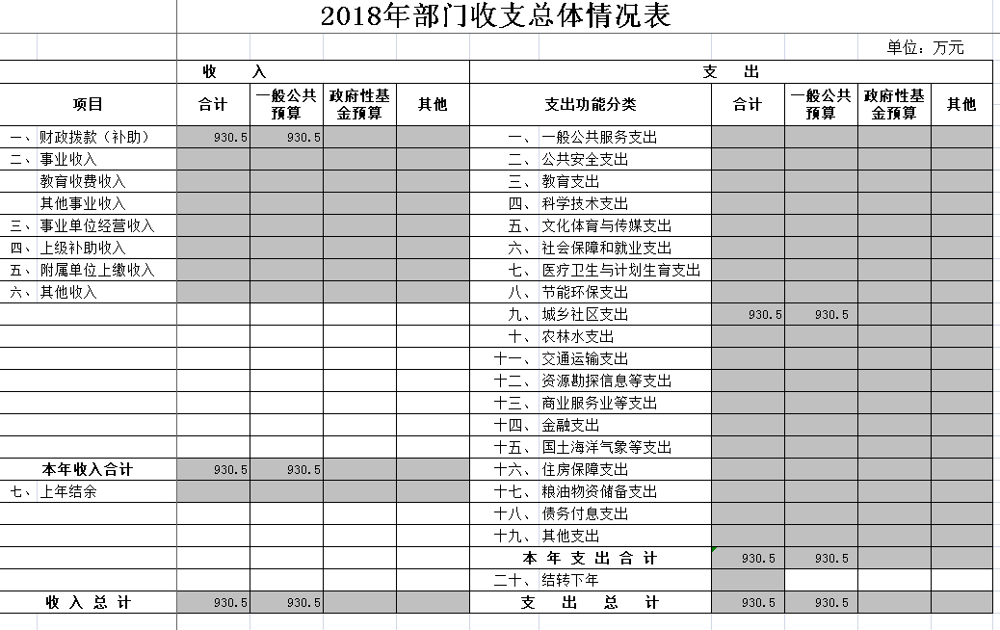 2018年部门收支总体情况表
单位：万元
收 入 支 出
项目 合计 一般公共预算 政府性基金预算 其他 支出功能分类 合计 一般公共预算 政府性基金预算 其他
一、 财政拨款（补助） 930.5 930.5 一、 一般公共服务支出
二、 事业收入 二、 公共安全支出
教育收费收入 三、 教育支出
其他事业收入 四、 科学技术支出
三、 事业单位经营收入 五、 文化体育与传媒支出
四、 上级补助收入 六、 社会保障和就业支出
五、 附属单位上缴收入 七、 医疗卫生与计划生育支出
六、 其他收入 八、 节能环保支出
九、 城乡社区支出 930.5 930.5
十、 农林水支出
十一、 交通运输支出
十二、 资源勘探信息等支出
十三、 商业服务业等支出
十四、 金融支出
十五、 国土海洋气象等支出
本年收入合计 930.5 930.5 十六、 住房保障支出
七、 上年结余 十七、 粮油物资储备支出
十八、 债务付息支出
十九、 其他支出
本 年 支 出 合 计 930.5 930.5
二十、 结转下年
收 入 总 计 930.5 930.5 支 出 总 计 930.5 930.5